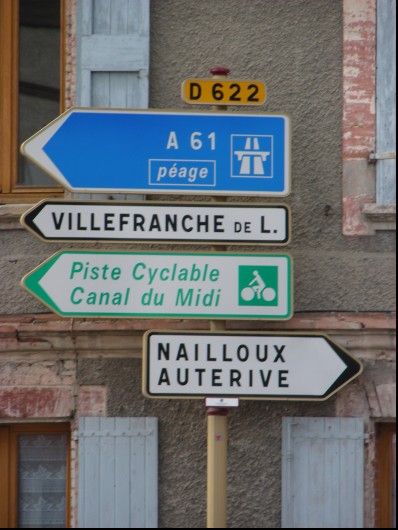 D 622
A 61
péage
VILLEFRANCHE DE L.
Piste Cyclable
Canal du Midi
NAILLOUX
AUTERIVE